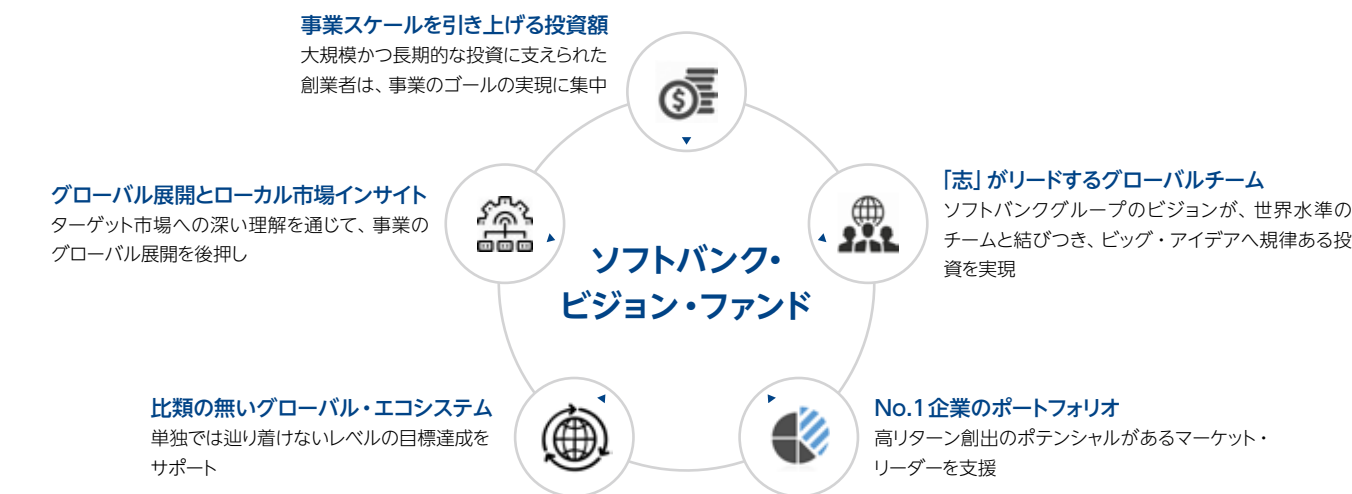 事業スケールを引き上げる投資額
大規模かつ長期的な投資に支えられた
創業者は、事業のゴールの実現に集中
グローバル展開とローカル市場インサイト
ターゲット市場への深い理解を通じて、事業の
グローバル展開を後押し
「志」がリードするグローバルチーム
ソフトバンクグループのビジョンが、世界水準の
チームと結びつき、ビッグ・アイデアへ規律ある投
資を実現
ソフトバンク・
ビジョン・ファンド
比類の無いグローバル・エコシステム
単独では辿り着けないレベルの目標達成を
サポート
No.1企業のポートフォリオ
高リターン創出のポテンシャルがあるマーケット・
リーダーを支援